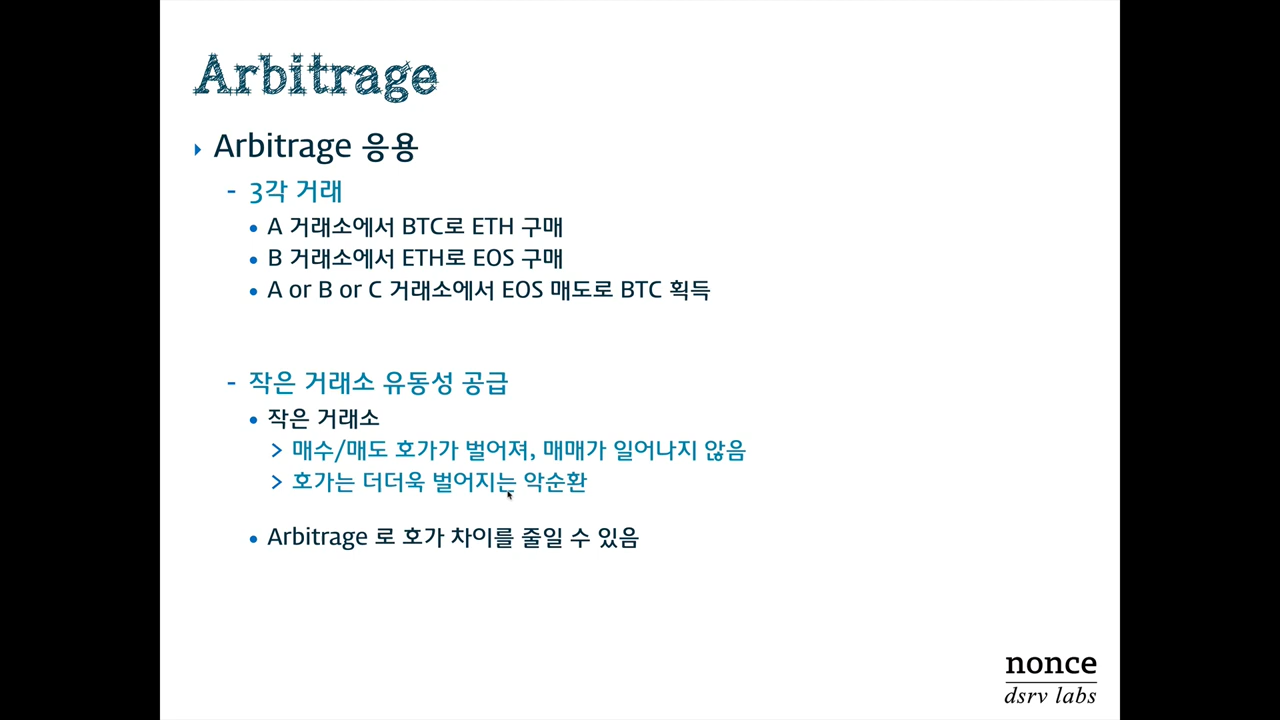 Arbitrage
Arbitrage 응용
- 3각 거래
• A 거래소에서 BTC로 ETH 구매
• B 거래소에서 ETH로 EOS 구매
• A or B or C 거래소에서 EOS 매도로 BTC 획득
- 작은 거래소 유동성 공급
• 작은 거래소
> 매수/매도 호가가 벌어져, 매매가 일어나지 않음
> 호가는 더더욱 벌어지는 악순환
• Arbitrage 로 호가 차이를 줄일 수 있음
nonce
dsrv labs